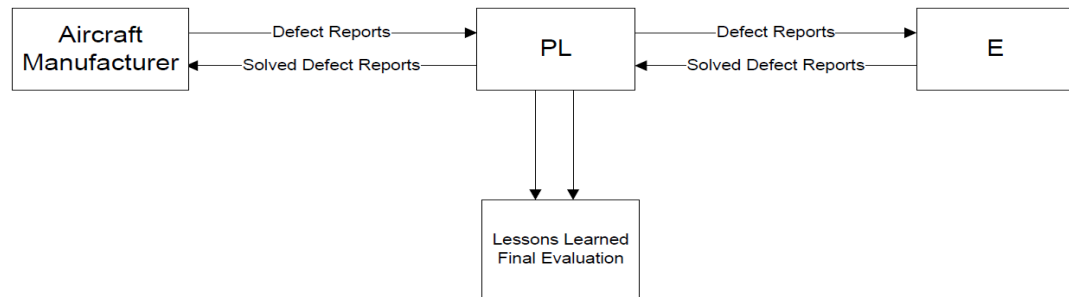 Aircraft
Manufacturer
Defect Reports
Solved Defect Reports
PL
Defect Reports
Solved Defect Reports
E
Lessons Learned
Final Evaluation